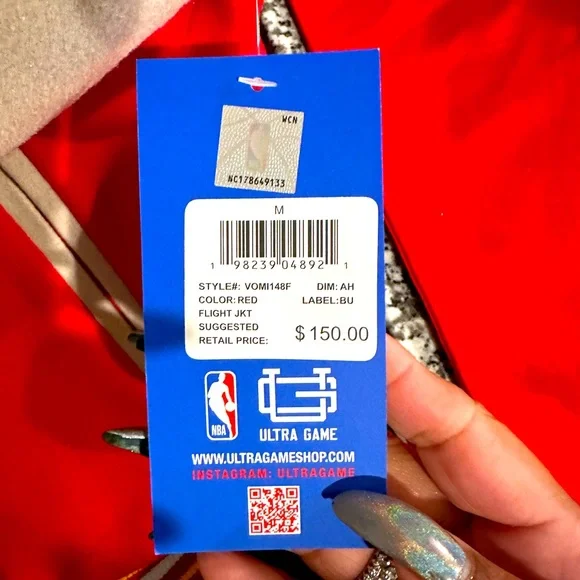 WCN
NC178649133
M
1 98239 04892 1
STYLE#: VOMI148F DIM: AH
COLOR: RED LABEL: BU
FLIGHT JKT
SUGGESTED
RETAIL PRICE: $ 150.00
NBA
ULTRA GAME
WWW.ULTRAGAMESHOP.COM
INSTAGRAM: ULTRAGAME